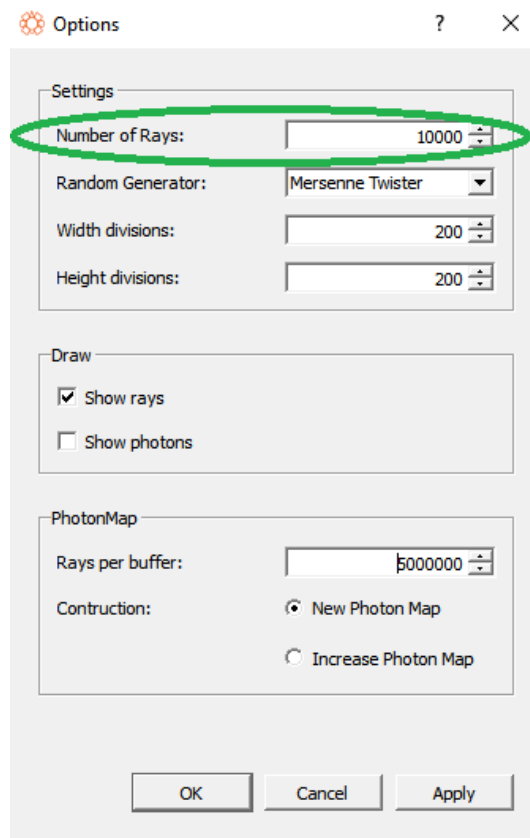 Options ?
Settings
Number of Rays: 10000
Random Generator: Mersenne Twister
Width divisions: 200
Height divisions: 200
Draw
Show rays
Show photons
PhotonMap
Rays per buffer: 5000000
Contruction: New Photon Map
Increase Photon Map
OK Cancel Apply